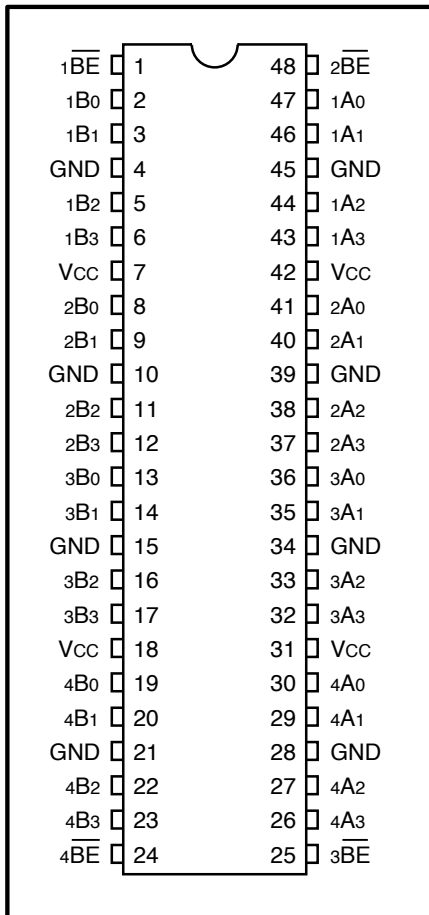 1B̅E̅ 1 48 2B̅E̅
1B0 2 47 1A0
1B1 3 46 1A1
GND 4 45 GND
1B2 5 44 1A2
1B3 6 43 1A3
VCC 7 42 VCC
2B0 8 41 2A0
2B1 9 40 2A1
GND 10 39 GND
2B2 11 38 2A2
2B3 12 37 2A3
3B0 13 36 3A0
3B1 14 35 3A1
GND 15 34 GND
3B2 16 33 3A2
3B3 17 32 3A3
VCC 18 31 VCC
4B0 19 30 4A0
4B1 20 29 4A1
GND 21 28 GND
4B2 22 27 4A2
4B3 23 26 4A3
4B̅E̅ 24 25 3B̅E̅